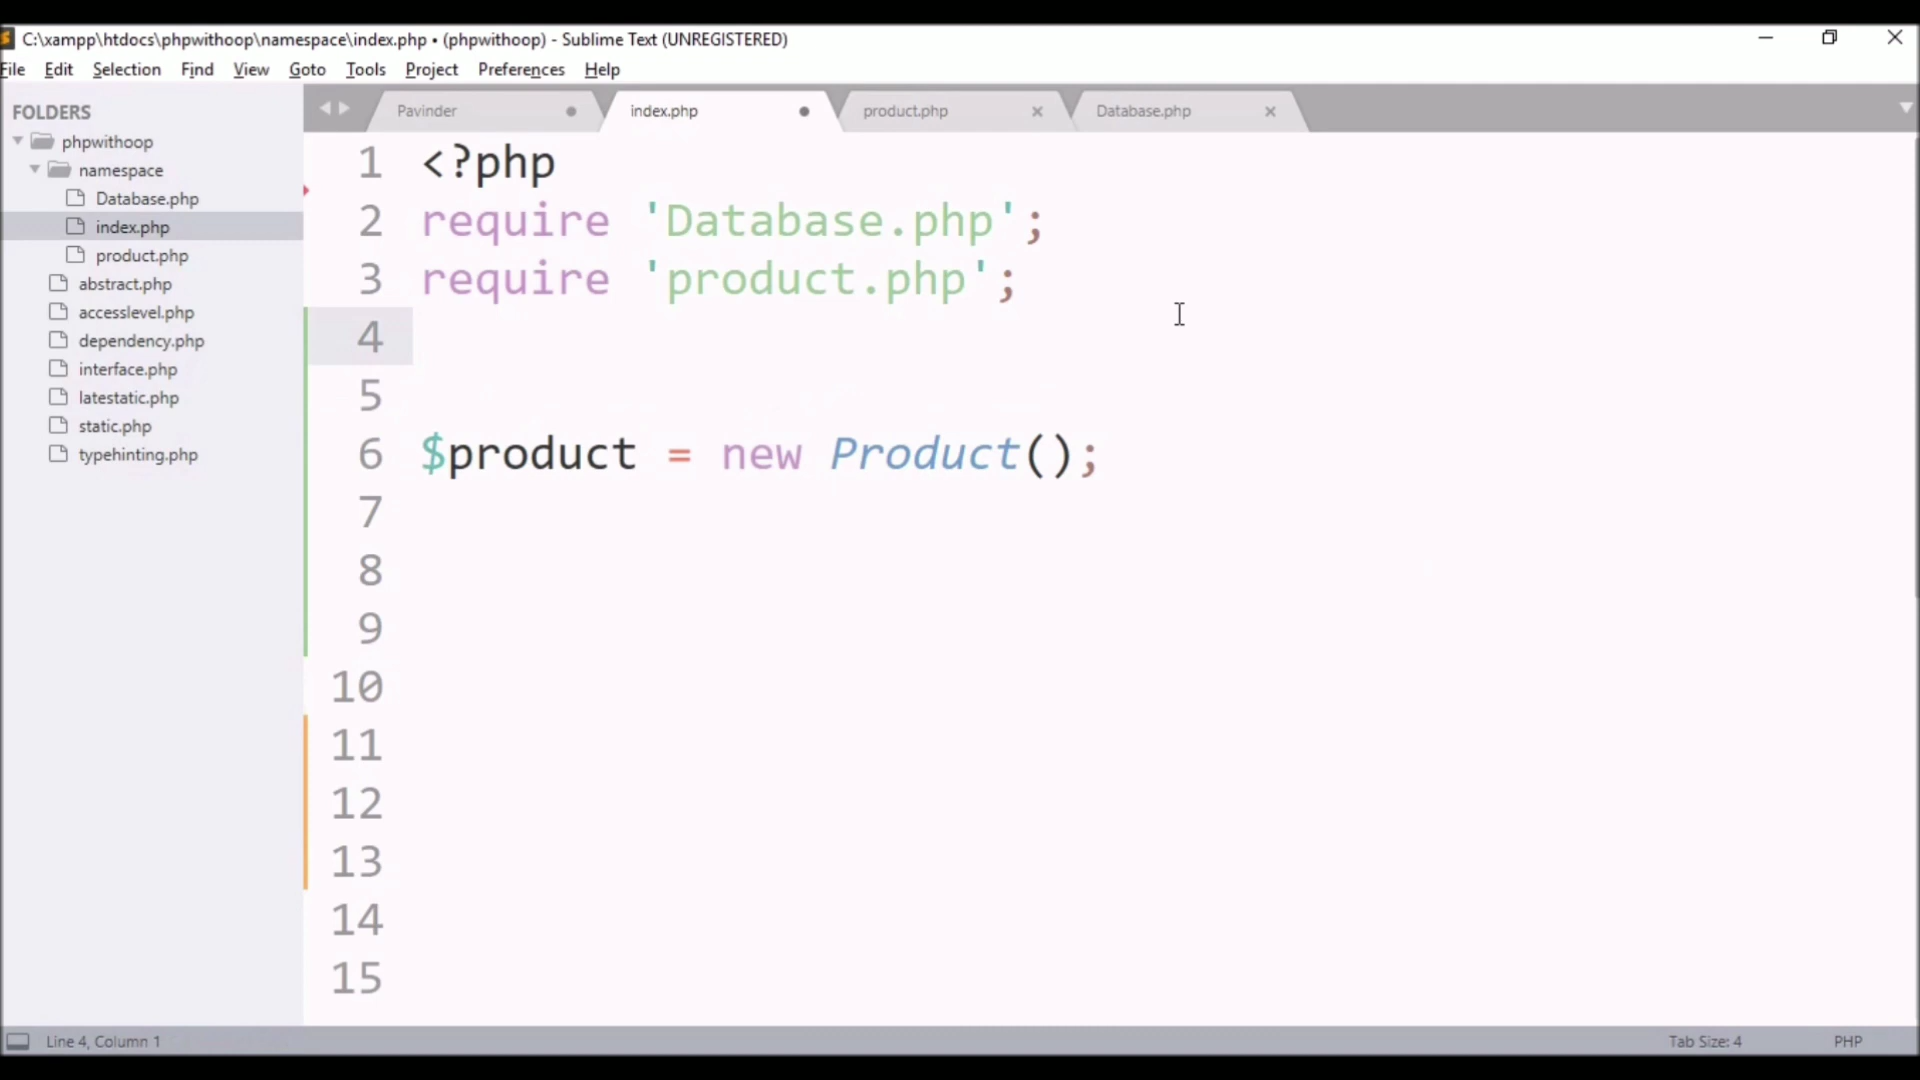 C:\xampp\htdocs\phpwithoop\namespace\index.php • (phpwithoop) - Sublime Text (UNREGISTERED)
File Edit Selection Find View Goto Tools Project Preferences Help
FOLDERS
phpwithoop
namespace
Database.php
index.php
product.php
abstract.php
accesslevel.php
dependency.php
interface.php
latestatic.php
static.php
typehinting.php
Pavinder index.php product.php Database.php
1 <?php
2 require 'Database.php';
3 require 'product.php';
4
5
6 $product = new Product();
7
8
9
10
11
12
13
14
15
Line 4, Column 1 Tab Size: 4 PHP